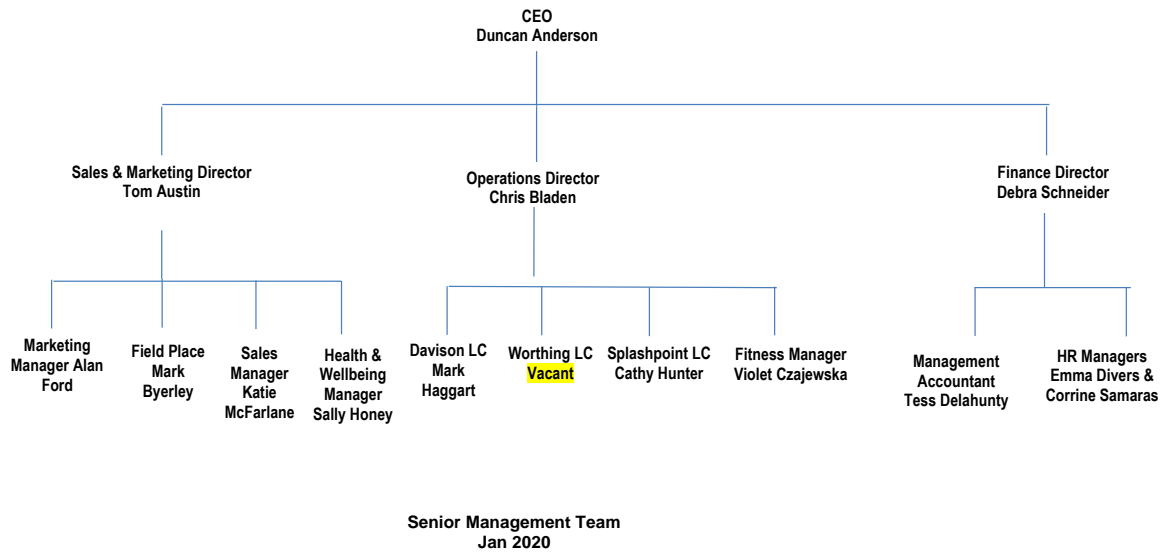 CEO
Duncan Anderson
Sales & Marketing Director
Tom Austin
Operations Director
Chris Bladen
Finance Director
Debra Schneider
Marketing
Manager Alan
Ford
Field Place
Mark
Byerley
Sales
Manager
Katie
McFarlane
Health &
Wellbeing
Manager
Sally Honey
Davison LC
Mark
Haggart
Worthing LC
Vacant
Splashpoint LC
Cathy Hunter
Fitness Manager
Violet Czajewska
Management
Accountant
Tess Delahunty
HR Managers
Emma Divers &
Corrine Samaras
Senior Management Team
Jan 2020